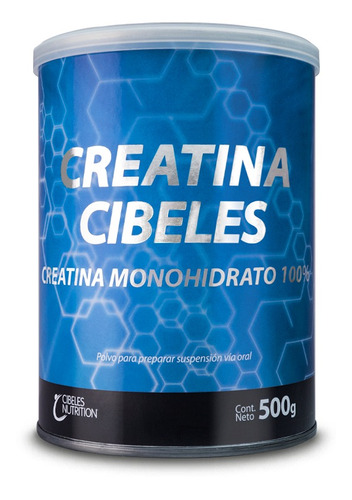 CREATINA
CIBELES
CREATINA MONOHIDRATO 100%
Polvo para preparar suspensión vía oral
CIBELES
NUTRITION
Cont.
Neto 500g